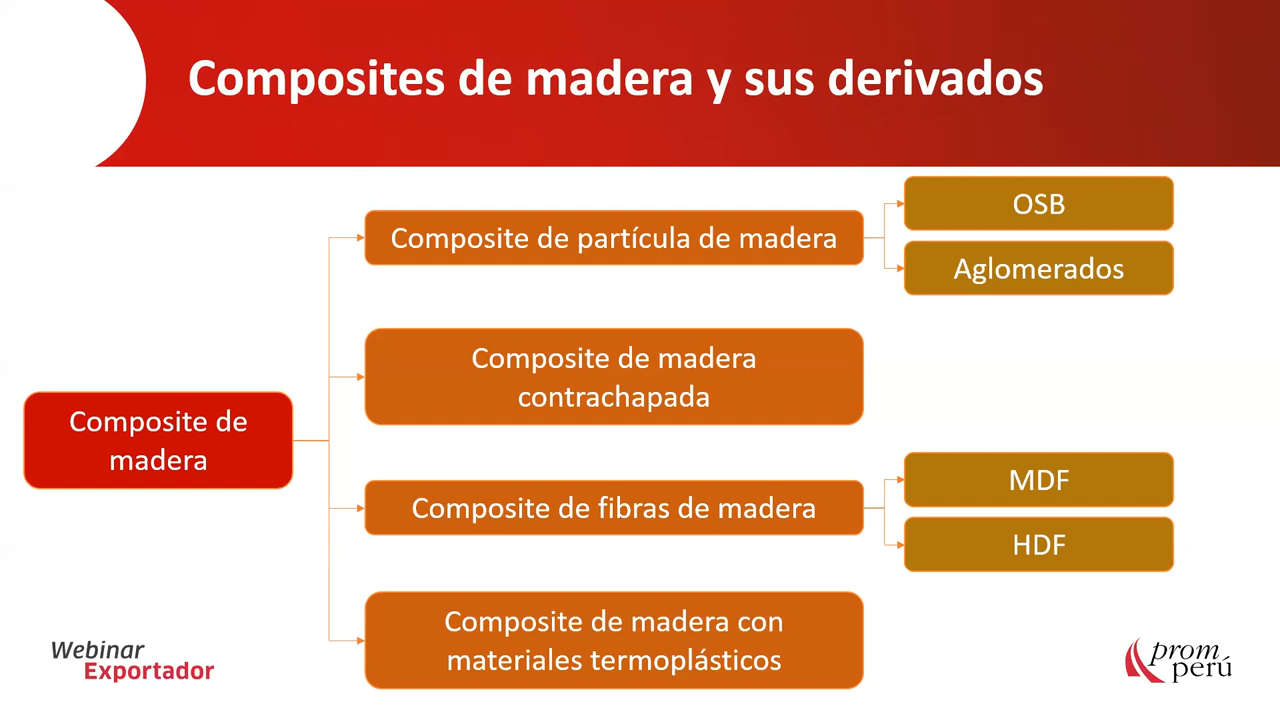 Composites de madera y sus derivados
Composite de
madera
Composite de partícula de madera
OSB
Aglomerados
Composite de madera
contrachapada
Composite de fibras de madera
MDF
HDF
Composite de madera con
materiales termoplásticos
Webinar
Exportador
prom
perú